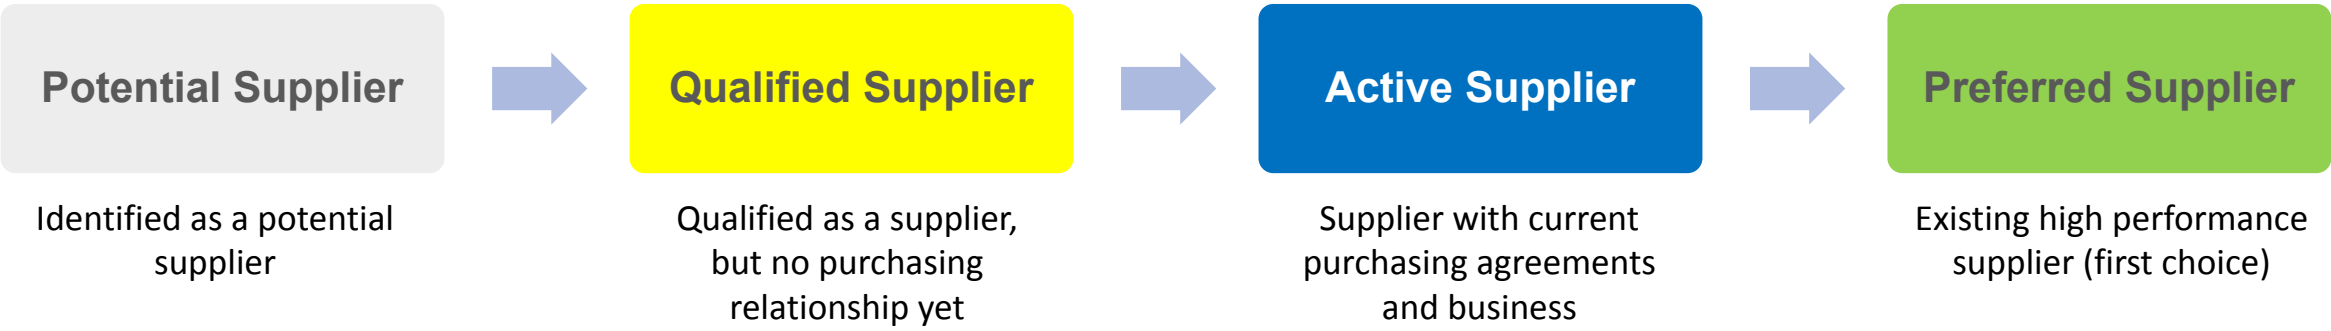 Potential Supplier
Identified as a potential
supplier
Qualified Supplier
Qualified as a supplier,
but no purchasing
relationship yet
Active Supplier
Supplier with current
purchasing agreements
and business
Preferred Supplier
Existing high performance
supplier (first choice)